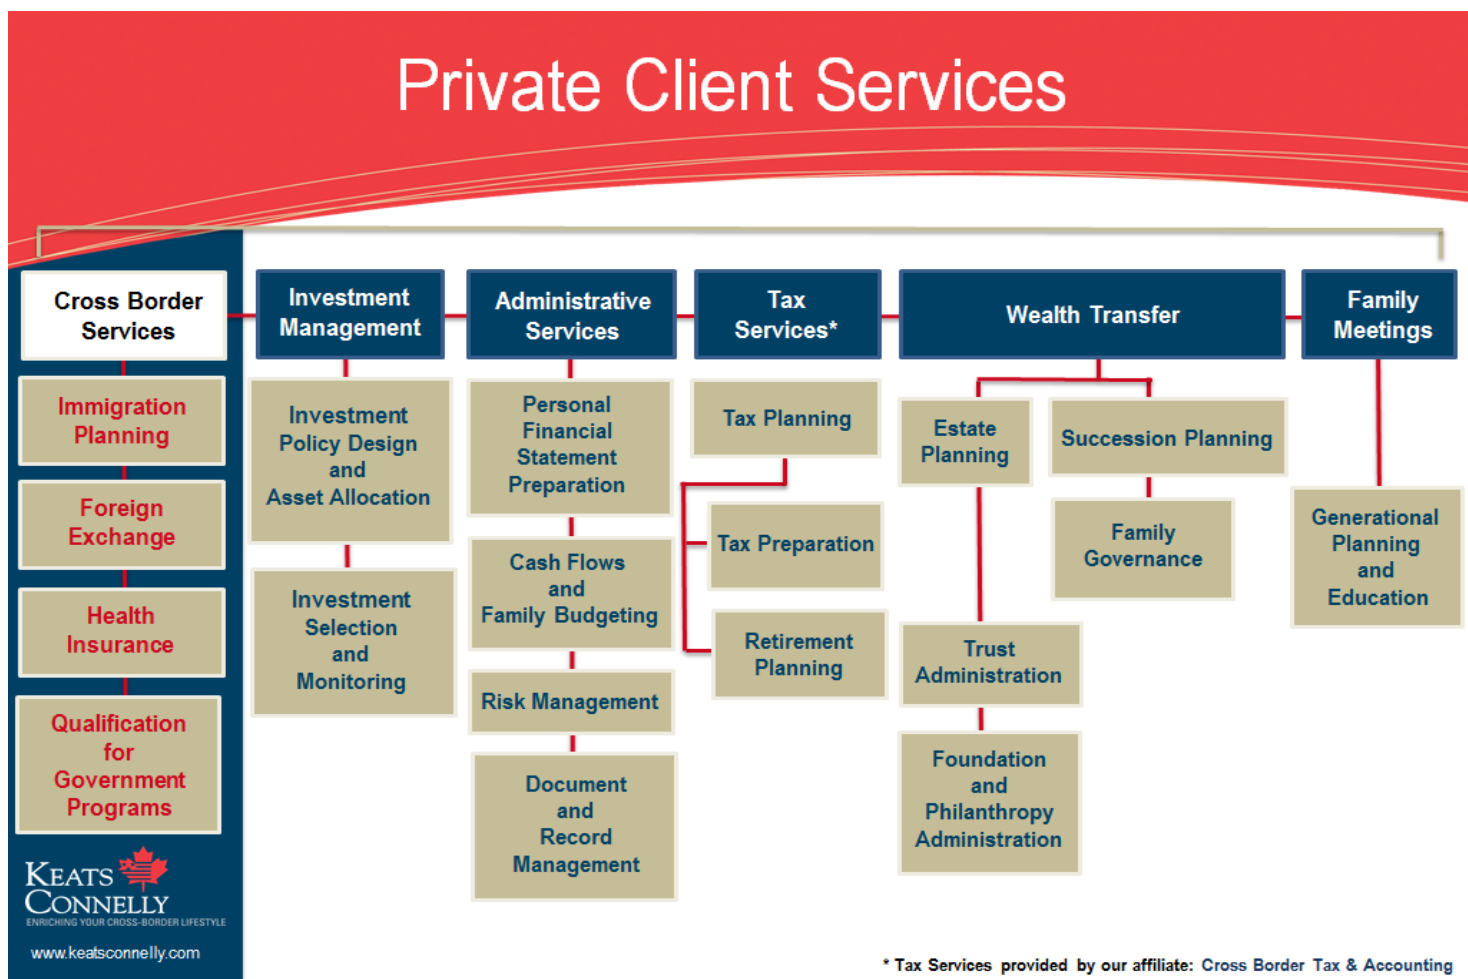 Private Client Services
Cross Border
Services
Immigration
Planning
Foreign
Exchange
Health
Insurance
Qualification
for
Government
Programs
Investment
Management
Investment
Policy Design
and
Asset Allocation
Investment
Selection
and
Monitoring
Administrative
Services
Personal
Financial
Statement
Preparation
Cash Flows
and
Family Budgeting
Risk Management
Document
and
Record
Management
Tax
Services*
Tax Planning
Tax Preparation
Retirement
Planning
Wealth Transfer
Estate
Planning
Trust
Administration
Foundation
and
Philanthropy
Administration
Succession Planning
Family
Governance
Family
Meetings
Generational
Planning
and
Education
KEATS
CONNELLY
ENRICHING YOUR CROSS-BORDER LIFESTYLE
www.keatsconnelly.com
* Tax Services provided by our affiliate: Cross Border Tax & Accounting